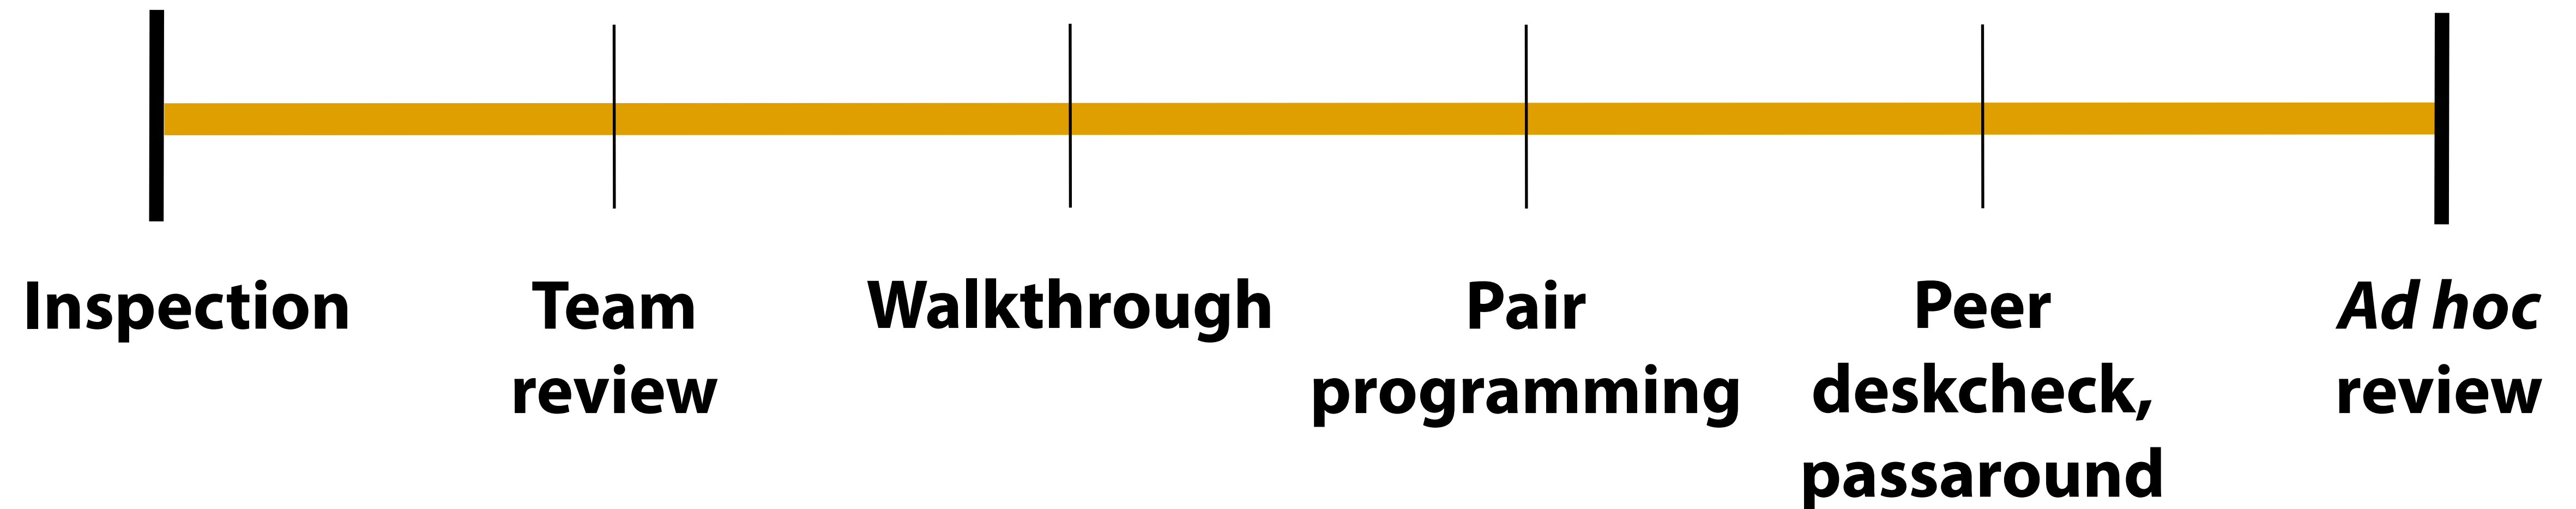 Inspection
Team
review
Walkthrough
Pair
programming
Peer
deskcheck,
passaround
Ad hoc
review